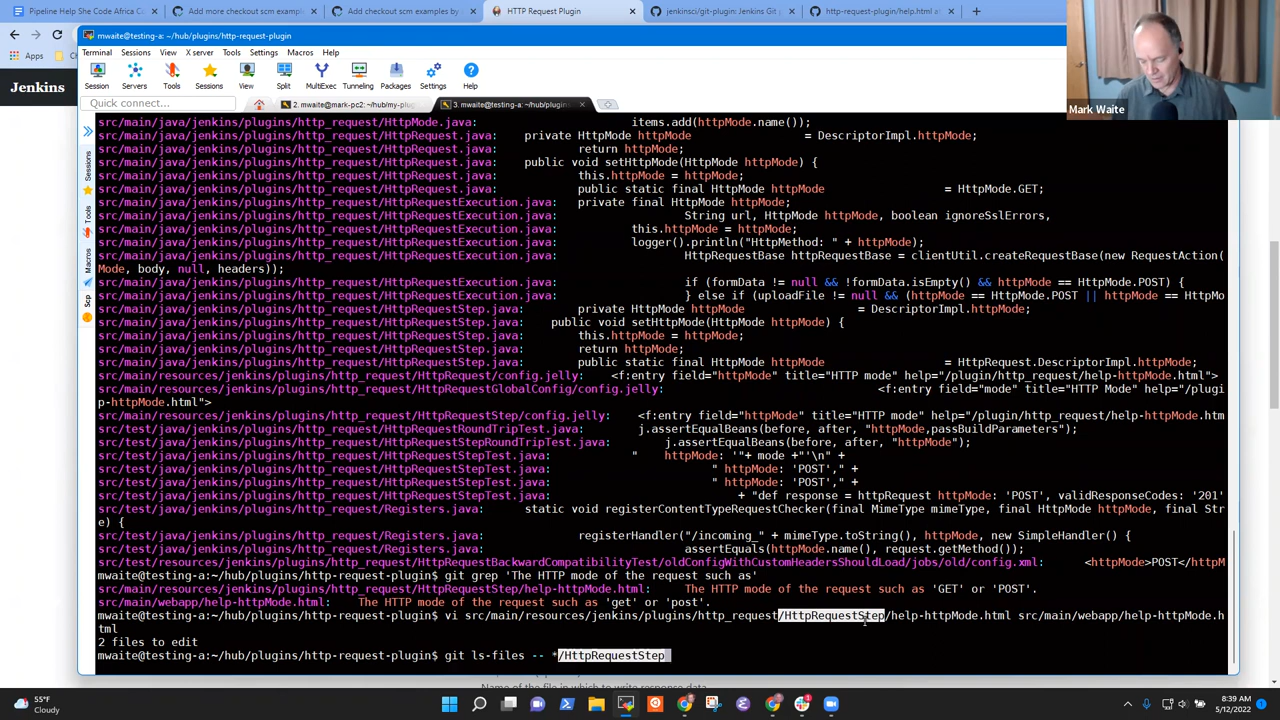 Pipeline Help She Code Africa C
Add more checkout scm examples
Add checkout scm examples by
HTTP Request Plugin
jenkinsci/git-plugin: Jenkins Git
http-request-plugin/help.html
Apps
Jenkins
mwaite@testing-a: ~/hub/plugins/http-request-plugin
Terminal Sessions View X server Tools Settings Macros Help
Session Servers Tools Sessions View Split MultiExec Tunneling Packages Settings Help
Quick connect...
2. mwaite@mark-pc2: ~/hub/my-plug
3. mwaite@testing-a: ~/hub/plugins
Sessions
Tools
Macros
Scp
Mark Waite
src/main/java/jenkins/plugins/http_request/HttpMode.java: items.add(httpMode.name());
src/main/java/jenkins/plugins/http_request/HttpRequest.java: private HttpMode httpMode = DescriptorImpl.httpMode;
src/main/java/jenkins/plugins/http_request/HttpRequest.java: return httpMode;
src/main/java/jenkins/plugins/http_request/HttpRequest.java: public void setHttpMode(HttpMode httpMode) {
src/main/java/jenkins/plugins/http_request/HttpRequest.java: this.httpMode = httpMode;
src/main/java/jenkins/plugins/http_request/HttpRequest.java: public static final HttpMode httpMode = HttpMode.GET;
src/main/java/jenkins/plugins/http_request/HttpRequestExecution.java: private final HttpMode httpMode;
src/main/java/jenkins/plugins/http_request/HttpRequestExecution.java: String url, HttpMode httpMode, boolean ignoreSslErrors,
src/main/java/jenkins/plugins/http_request/HttpRequestExecution.java: this.httpMode = httpMode;
src/main/java/jenkins/plugins/http_request/HttpRequestExecution.java: logger().println("HttpMethod: " + httpMode);
src/main/java/jenkins/plugins/http_request/HttpRequestExecution.java: HttpRequestBase httpRequestBase = clientUtil.createRequestBase(new RequestAction(
Mode, body, null, headers));
src/main/java/jenkins/plugins/http_request/HttpRequestExecution.java: if (formData != null && !formData.isEmpty() && httpMode == HttpMode.POST) {
src/main/java/jenkins/plugins/http_request/HttpRequestExecution.java: } else if (uploadFile != null && (httpMode == HttpMode.POST || httpMode == HttpMo
src/main/java/jenkins/plugins/http_request/HttpRequestStep.java: private HttpMode httpMode = DescriptorImpl.httpMode;
src/main/java/jenkins/plugins/http_request/HttpRequestStep.java: public void setHttpMode(HttpMode httpMode) {
src/main/java/jenkins/plugins/http_request/HttpRequestStep.java: this.httpMode = httpMode;
src/main/java/jenkins/plugins/http_request/HttpRequestStep.java: return httpMode;
src/main/java/jenkins/plugins/http_request/HttpRequestStep.java: public static final HttpMode httpMode = HttpRequest.DescriptorImpl.httpMode;
src/main/resources/jenkins/plugins/http_request/HttpRequest/config.jelly: <f:entry field="httpMode" title="HTTP mode" help="/plugin/http_request/help-httpMode.html">
src/main/resources/jenkins/plugins/http_request/HttpRequestGlobalConfig/config.jelly: <f:entry field="mode" title="HTTP Mode" help="/plugi
p-httpMode.html">
src/main/resources/jenkins/plugins/http_request/HttpRequestStep/config.jelly: <f:entry field="httpMode" title="HTTP mode" help="/plugin/http_request/help-httpMode.htm
src/test/java/jenkins/plugins/http_request/HttpRequestRoundTripTest.java: j.assertEqualBeans(before, after, "httpMode,passBuildParameters");
src/test/java/jenkins/plugins/http_request/HttpRequestStepRoundTripTest.java: j.assertEqualBeans(before, after, "httpMode");
src/test/java/jenkins/plugins/http_request/HttpRequestStepTest.java: " httpMode: '"+ mode +"'\n" +
src/test/java/jenkins/plugins/http_request/HttpRequestStepTest.java: " httpMode: 'POST'," +
src/test/java/jenkins/plugins/http_request/HttpRequestStepTest.java: " httpMode: 'POST'," +
src/test/java/jenkins/plugins/http_request/HttpRequestStepTest.java: + "def response = httpRequest httpMode: 'POST', validResponseCodes: '201'
src/test/java/jenkins/plugins/http_request/Registers.java: static void registerContentTypeRequestChecker(final MimeType mimeType, final HttpMode httpMode, final Str
e) {
src/test/java/jenkins/plugins/http_request/Registers.java: registerHandler("/incoming_" + mimeType.toString(), httpMode, new SimpleHandler() {
src/test/java/jenkins/plugins/http_request/Registers.java: assertEquals(httpMode.name(), request.getMethod());
src/test/resources/jenkins/plugins/http_request/HttpRequestBackwardCompatibilityTest/oldConfigWithCustomHeadersShouldLoad/jobs/old/config.xml: <httpMode>POST</httpM
mwaite@testing-a:~/hub/plugins/http-request-plugin$ git grep 'The HTTP mode of the request such as'
src/main/resources/jenkins/plugins/http_request/HttpRequestStep/help-httpMode.html: The HTTP mode of the request such as 'GET' or 'POST'.
src/main/webapp/help-httpMode.html: The HTTP mode of the request such as 'get' or 'post'.
mwaite@testing-a:~/hub/plugins/http-request-plugin$ vi src/main/resources/jenkins/plugins/http_request/HttpRequestStep/help-httpMode.html src/main/webapp/help-httpMode.h
tml
2 files to edit
mwaite@testing-a:~/hub/plugins/http-request-plugin$ git ls-files -- */HttpRequestStep
Name of the file in which to write response data
55°F
Cloudy
8:39 AM
5/12/2022